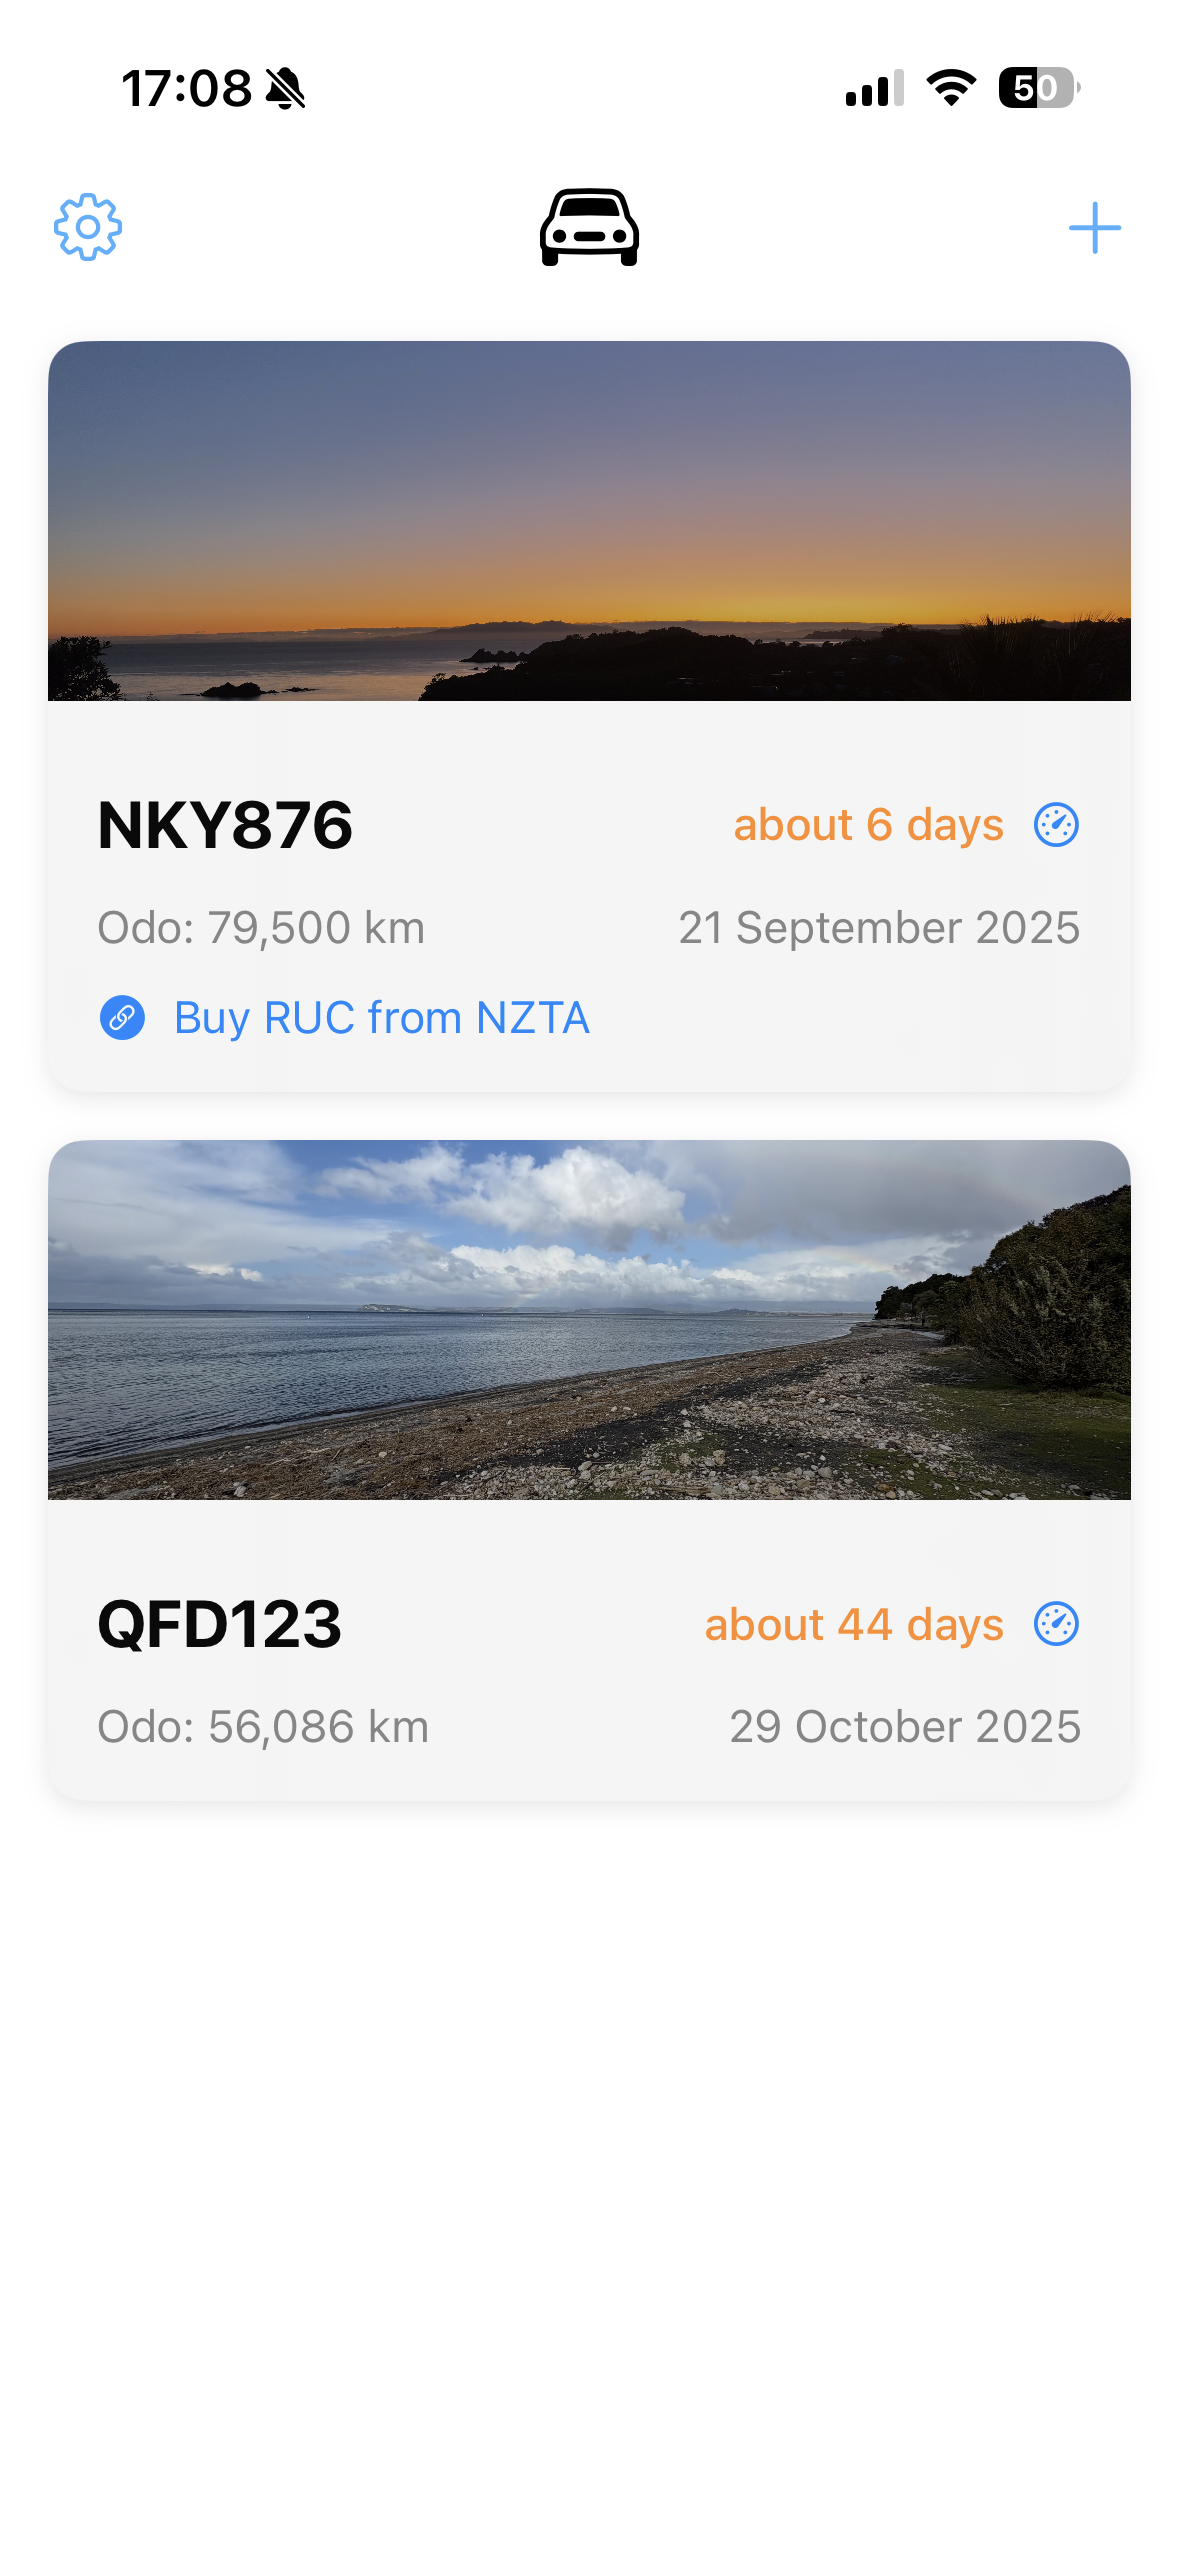 17:08
50
NKY876
about 6 days
Odo: 79,500 km
21 September 2025
Buy RUC from NZTA
QFD123
about 44 days
Odo: 56,086 km
29 October 2025